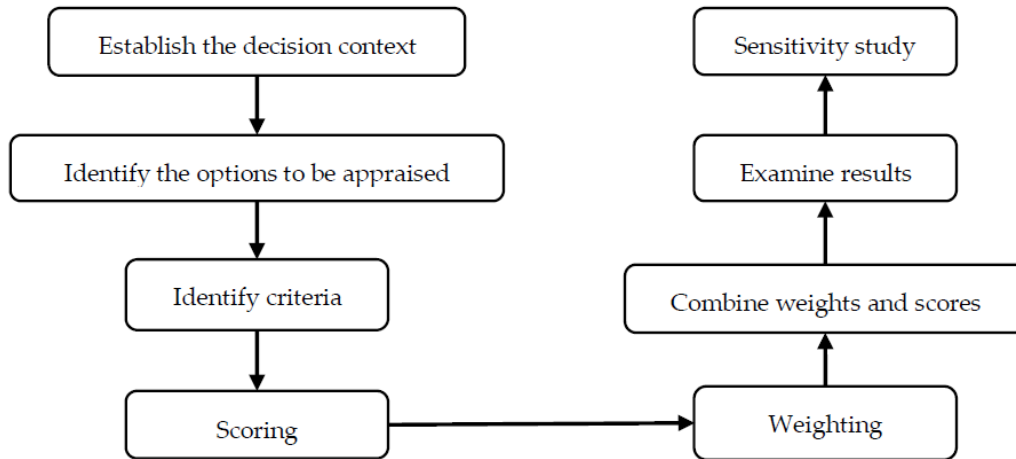 Establish the decision context
Identify the options to be appraised
Identify criteria
Scoring
Weighting
Combine weights and scores
Examine results
Sensitivity study